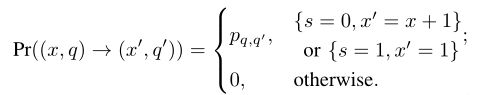 Pr((x, q) → (x′, q′)) = { p_{q,q′}, {s = 0, x′ = x + 1}
or {s = 1, x′ = 1} ;
0, otherwise.